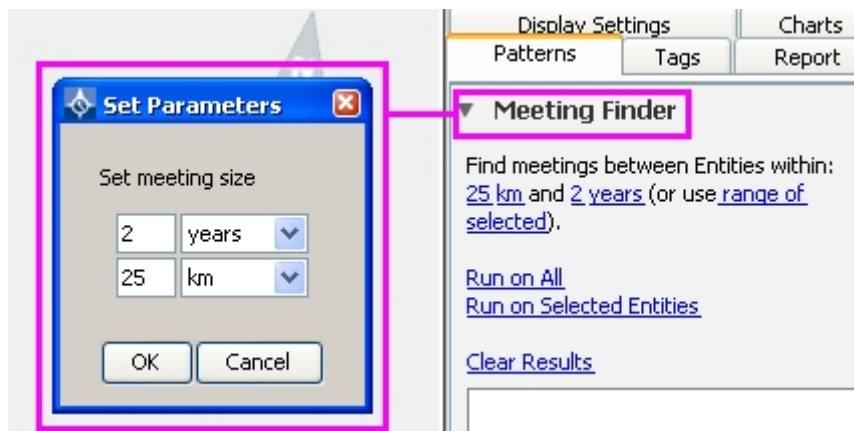 Set Parameters
Set meeting size
2 years
25 km
OK Cancel
Display Settings Charts
Patterns Tags Report
Meeting Finder
Find meetings between Entities within:
25 km and 2 years (or use range of
selected).
Run on All
Run on Selected Entities
Clear Results